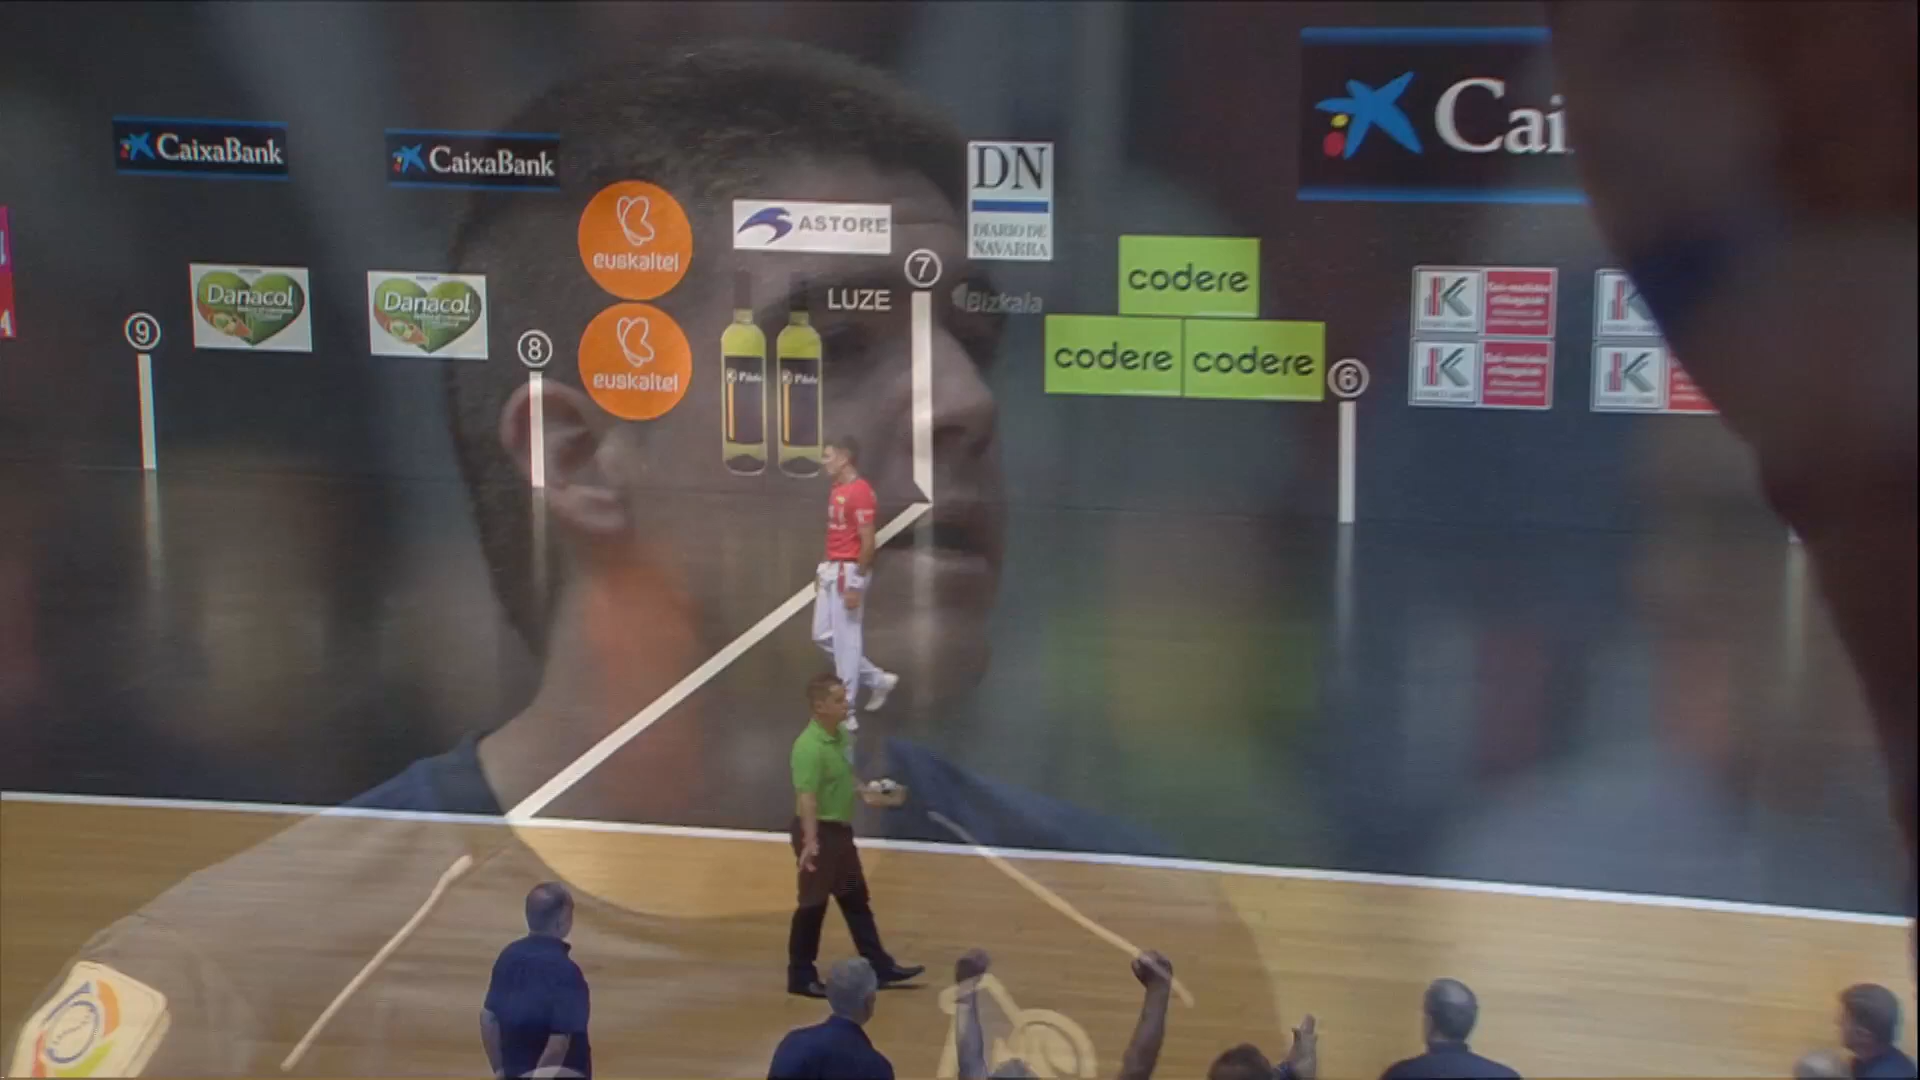 CaixaBank
CaixaBank
Cai
DN
DIARIO DE
NAVARRA
euskaltel
euskaltel
ASTORE
LUZE
Bizkaia
Danacol
Danacol
codere
codere
codere
9
8
7
6
K
K
K
K